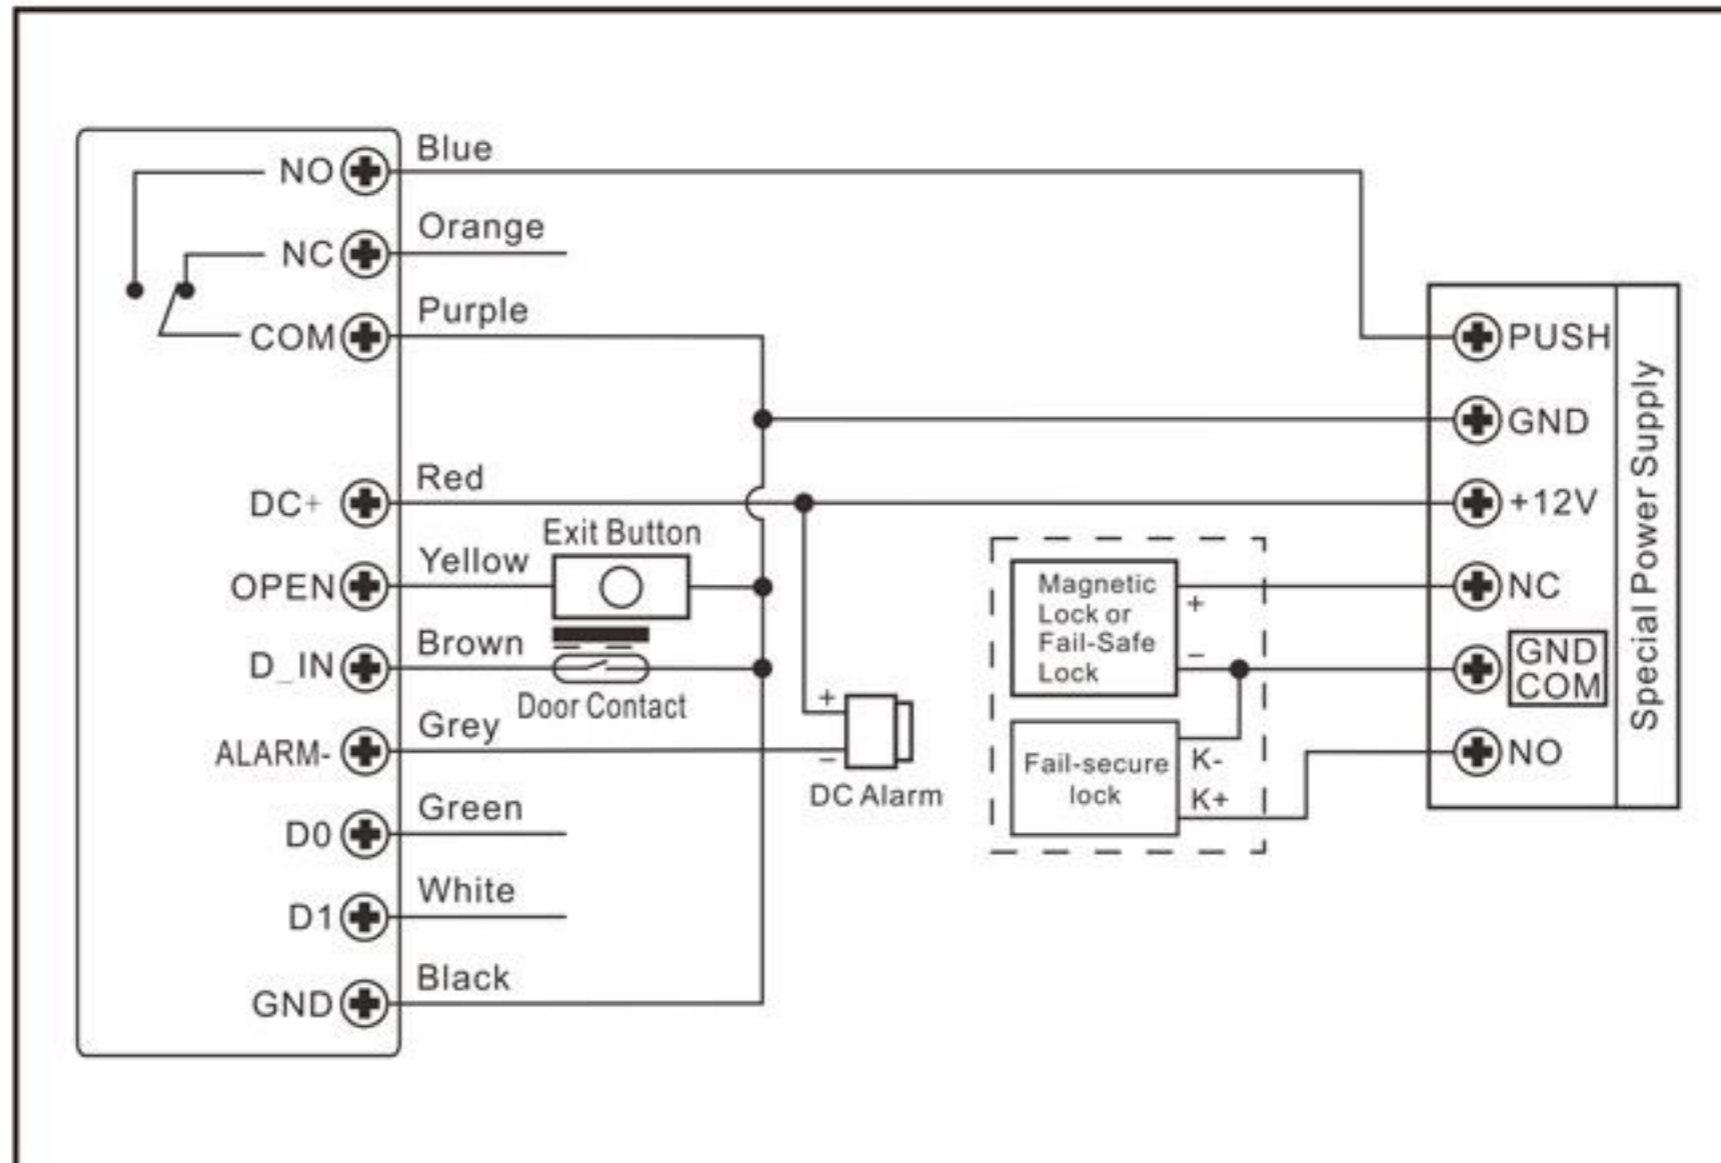 NO
Blue
NC
Orange
COM
Purple
DC+
Red
OPEN
Yellow
Exit Button
D_IN
Brown
Door Contact
ALARM-
Grey
+
−
DC Alarm
D0
Green
D1
White
GND
Black
Magnetic
Lock or
Fail-Safe
Lock
+
−
Fail-secure
lock
K-
K+
PUSH
GND
+12V
NC
GND
COM
NO
Special Power Supply